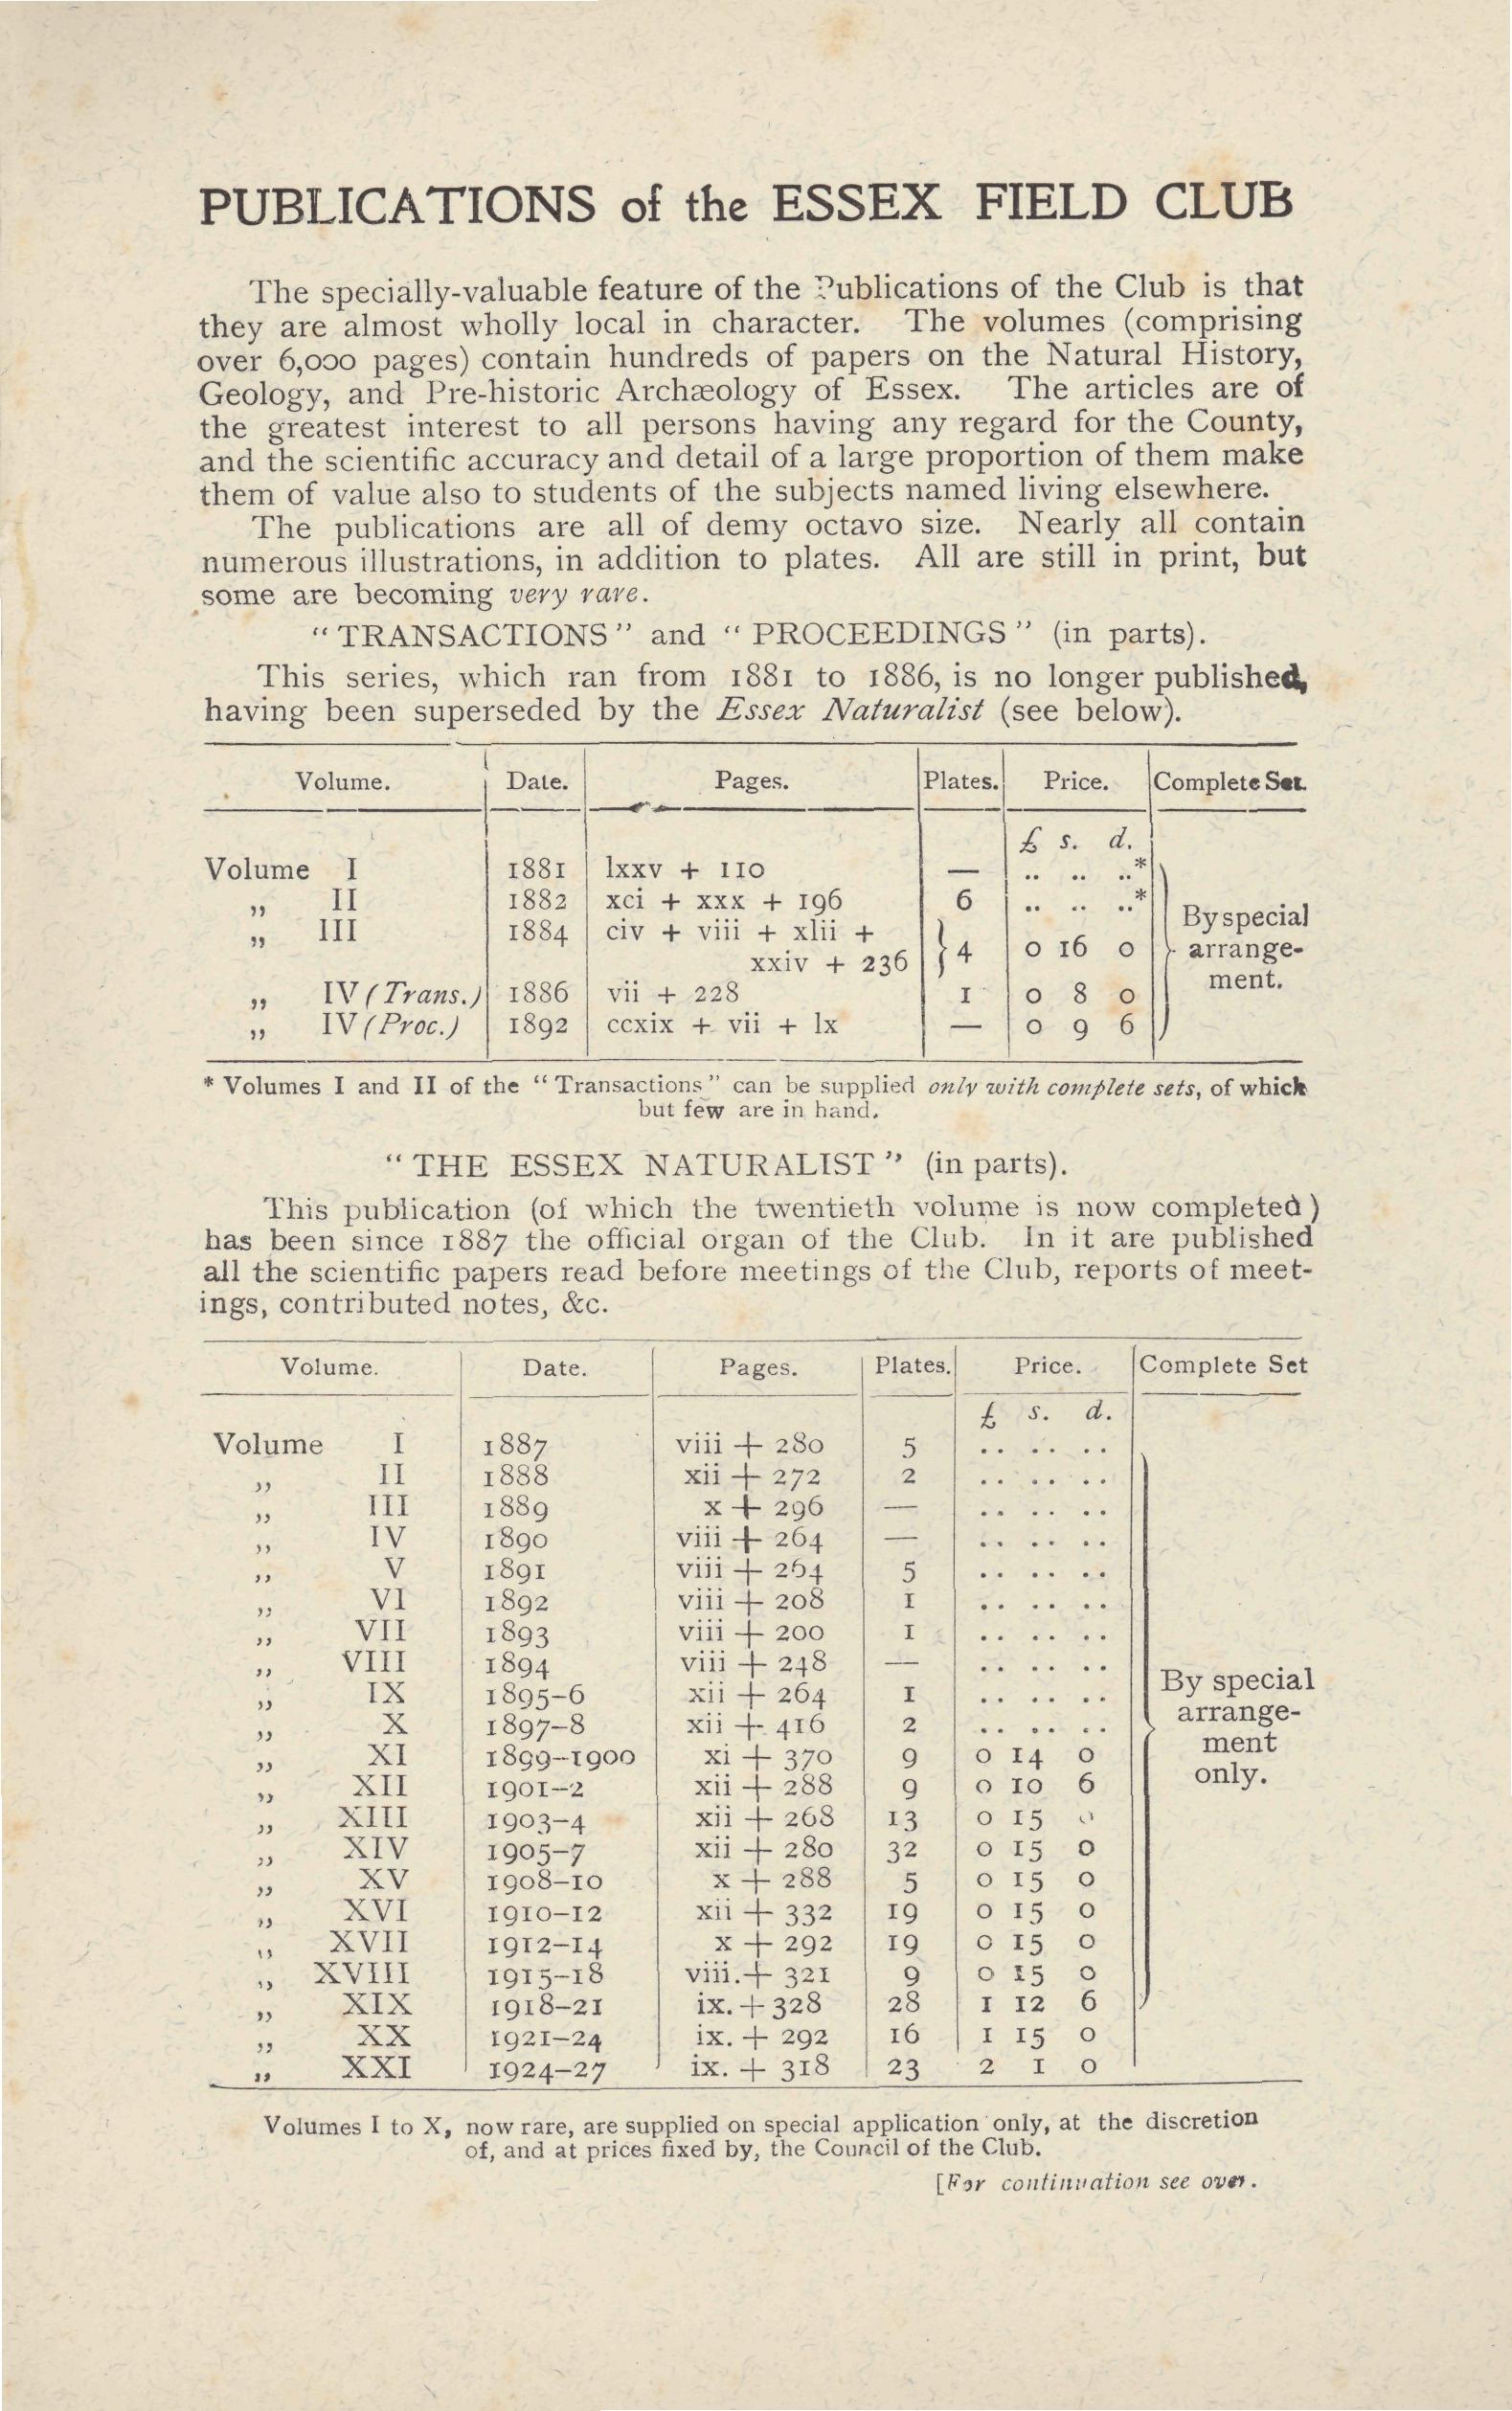 PUBLICATIONS of the ESSEX FIELD CLUB
The specially-valuable feature of the Publications of the Club is that
they are almost wholly local in character. The volumes (comprising
over 6,000 pages) contain hundreds of papers on the Natural History,
Geology, and Pre-historic Archæology of Essex. The articles are of
the greatest interest to all persons having any regard for the County,
and the scientific accuracy and detail of a large proportion of them make
them of value also to students of the subjects named living elsewhere.
The publications are all of demy octavo size. Nearly all contain
numerous illustrations, in addition to plates. All are still in print, but
some are becoming very rare.
“TRANSACTIONS” and “PROCEEDINGS” (in parts).
This series, which ran from 1881 to 1886, is no longer published,
having been superseded by the Essex Naturalist (see below).
Volume. Date. Pages. Plates. Price. Complete Set.
£ s. d.
Volume I 1881 lxxv + 110 — .. .. ..*
„ II 1882 xci + xxx + 196 6 .. .. ..* By special
„ III 1884 civ + viii + xlii +
xxiv + 236 } 4 0 16 0 arrange-
„ IV (Trans.) 1886 vii + 228 1 0 8 0 ment.
„ IV (Proc.) 1892 ccxix + vii + lx — 0 9 6
* Volumes I and II of the “Transactions” can be supplied only with complete sets, of which
but few are in hand.
“THE ESSEX NATURALIST” (in parts).
This publication (of which the twentieth volume is now completed)
has been since 1887 the official organ of the Club. In it are published
all the scientific papers read before meetings of the Club, reports of meet-
ings, contributed notes, &c.
Volume. Date. Pages. Plates. Price. Complete Set
£ s. d.
Volume I 1887 viii + 280 5 .. .. ..
„ II 1888 xii + 272 2 .. .. ..
„ III 1889 x + 296 — .. .. ..
„ IV 1890 viii + 264 — .. .. ..
„ V 1891 viii + 264 5 .. .. ..
„ VI 1892 viii + 208 1 .. .. ..
„ VII 1893 viii + 200 1 .. .. ..
„ VIII 1894 viii + 248 — .. .. ..
„ IX 1895-6 xii + 264 1 .. .. .. By special
„ X 1897-8 xii + 416 2 .. .. .. arrange-
„ XI 1899-1900 xi + 370 9 0 14 0 ment
„ XII 1901-2 xii + 288 9 0 10 6 only.
„ XIII 1903-4 xii + 268 13 0 15 0
„ XIV 1905-7 xii + 280 32 0 15 0
„ XV 1908-10 x + 288 5 0 15 0
„ XVI 1910-12 xii + 332 19 0 15 0
„ XVII 1912-14 x + 292 19 0 15 0
„ XVIII 1915-18 viii. + 321 9 0 15 0
„ XIX 1918-21 ix. + 328 28 1 12 6
„ XX 1921-24 ix. + 292 16 1 15 0
„ XXI 1924-27 ix. + 318 23 2 1 0
Volumes I to X, now rare, are supplied on special application only, at the discretion
of, and at prices fixed by, the Council of the Club.
[For continuation see over.